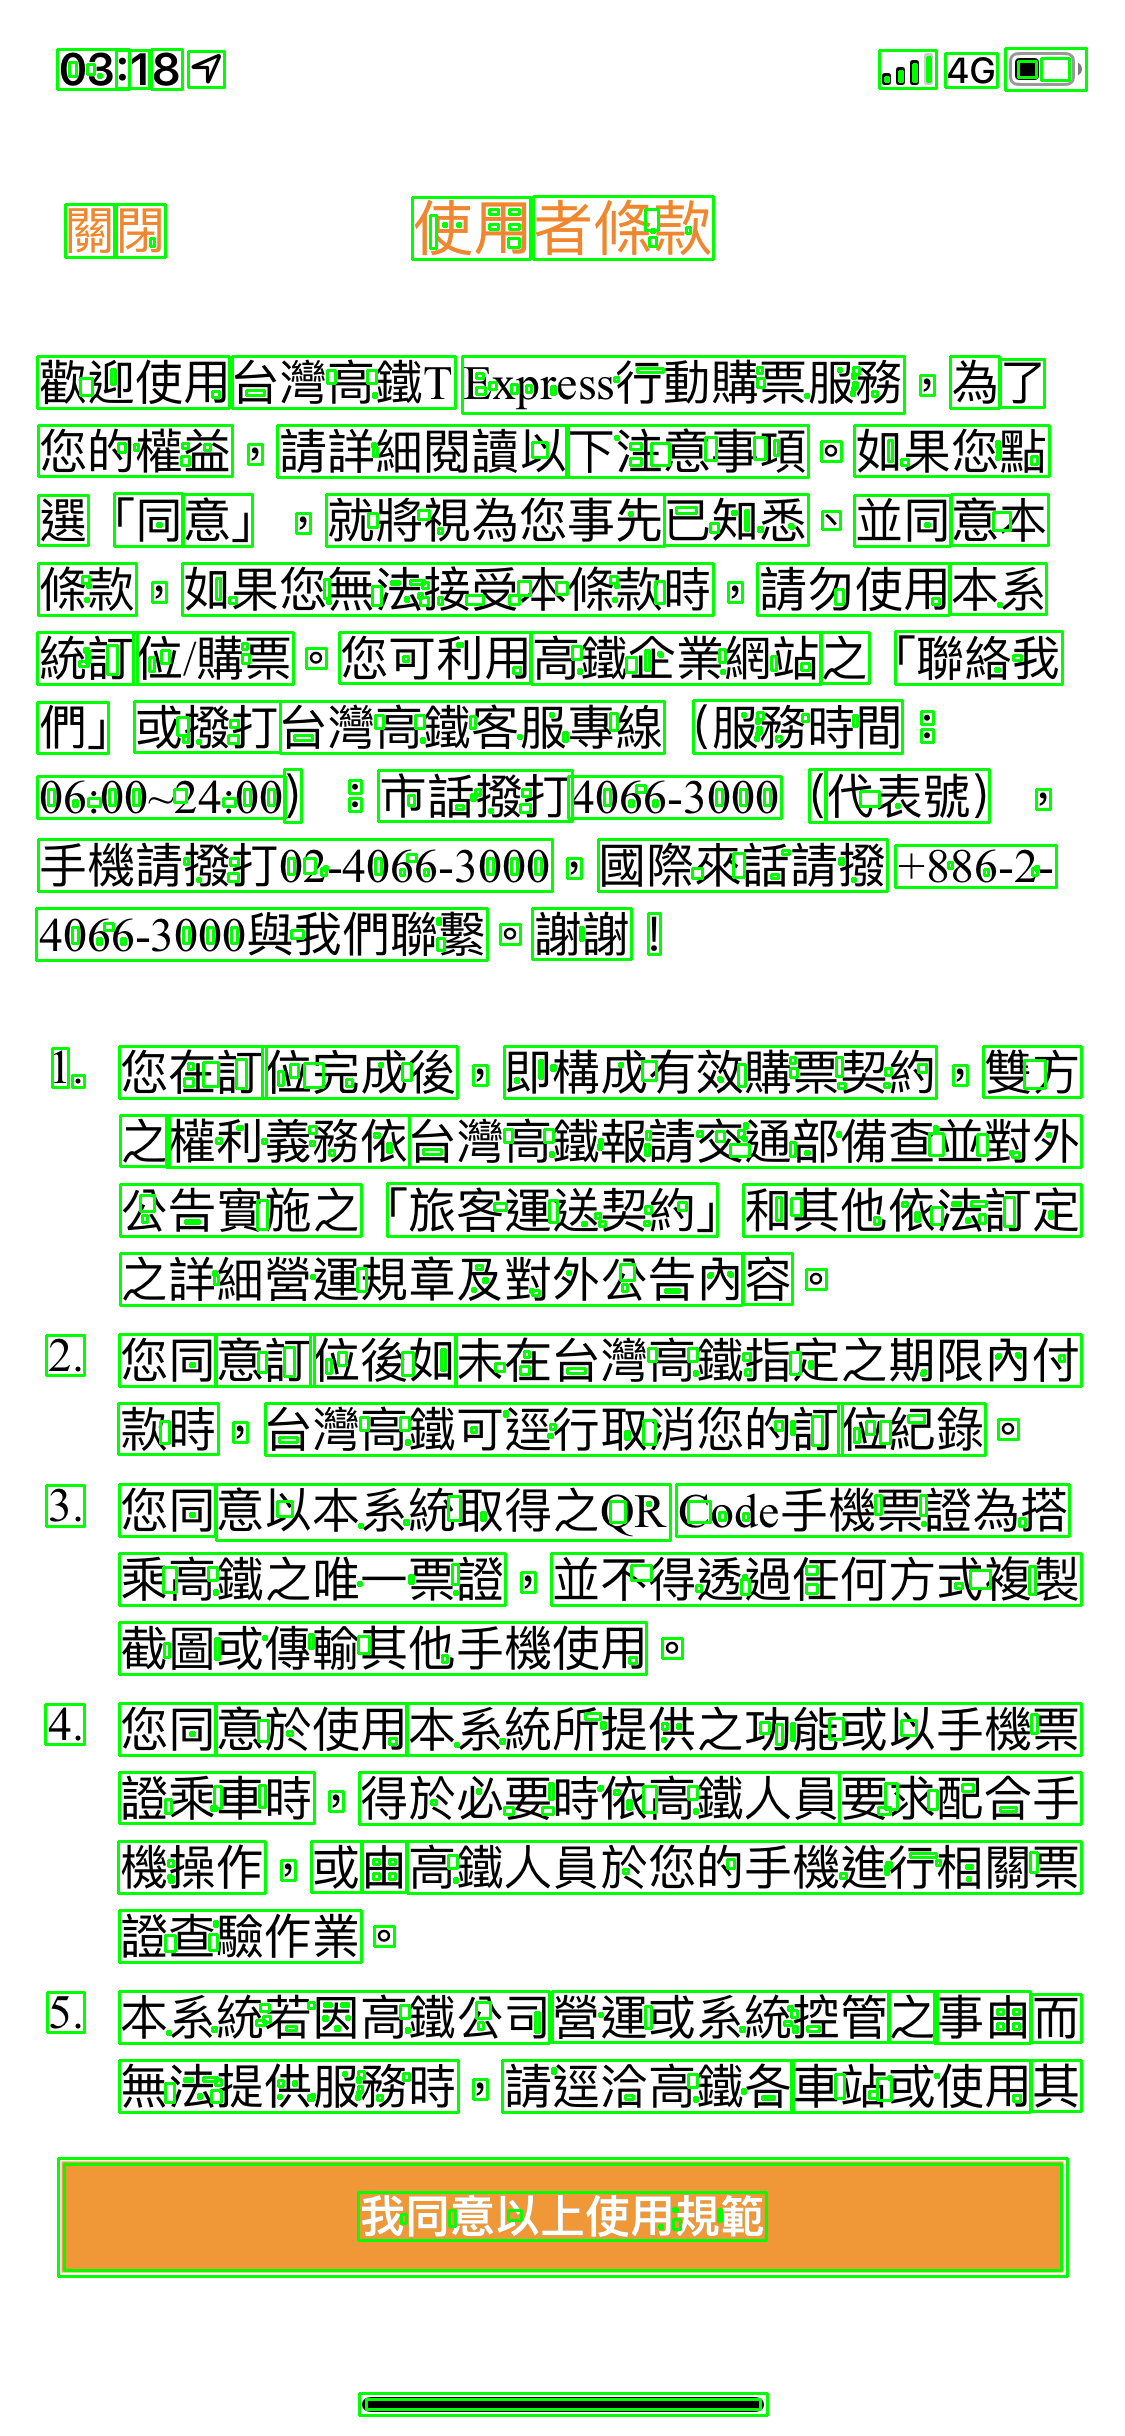 03:18 4G
關閉 使用者條款
歡迎使用台灣高鐵T Express行動購票服務，為了
您的權益，請詳細閱讀以下注意事項。如果您點
選「同意」，就將視為您事先已知悉、並同意本
條款，如果您無法接受本條款時，請勿使用本系
統訂位/購票。您可利用高鐵企業網站之「聯絡我
們」或撥打台灣高鐵客服專線（服務時間：
06:00~24:00)：市話撥打4066-3000（代表號），
手機請撥打02-4066-3000，國際來話請撥+886-2-
4066-3000與我們聯繫。謝謝！
1. 您在訂位完成後，即構成有效購票契約，雙方
之權利義務依台灣高鐵報請交通部備查並對外
公告實施之「旅客運送契約」和其他依法訂定
之詳細營運規章及對外公告內容。
2. 您同意訂位後如未在台灣高鐵指定之期限內付
款時，台灣高鐵可逕行取消您的訂位紀錄。
3. 您同意以本系統取得之QR Code手機票證為搭
乘高鐵之唯一票證，並不得透過任何方式複製
截圖或傳輸其他手機使用。
4. 您同意於使用本系統所提供之功能或以手機票
證乘車時，得於必要時依高鐵人員要求配合手
機操作，或由高鐵人員於您的手機進行相關票
證查驗作業。
5. 本系統若因高鐵公司營運或系統控管之事由而
無法提供服務時，請逕洽高鐵各車站或使用其
我同意以上使用規範